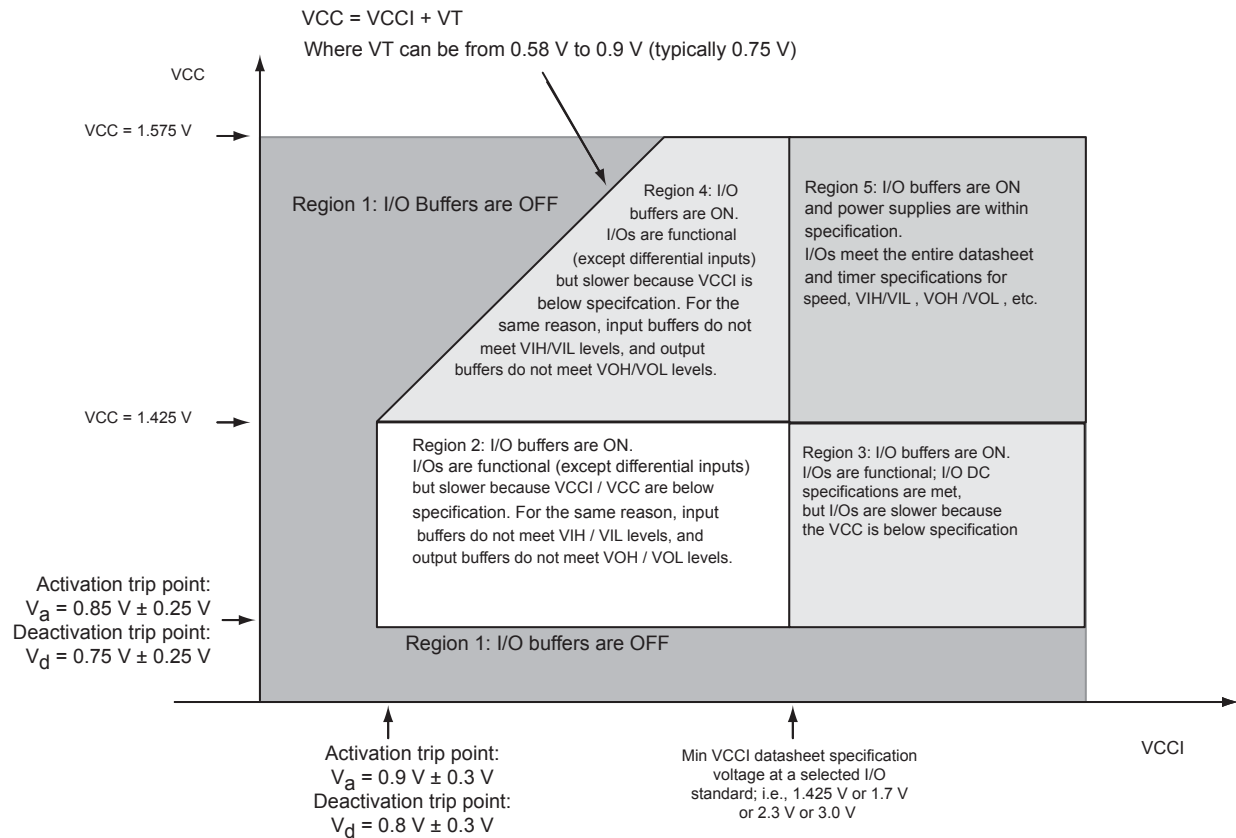 VCC = VCCI + VT
Where VT can be from 0.58 V to 0.9 V (typically 0.75 V)
VCC
VCC = 1.575 V
Region 1: I/O Buffers are OFF
Region 4: I/O
buffers are ON.
I/Os are functional
(except differential inputs)
but slower because VCCI is
below specifcation. For the
same reason, input buffers do not
meet VIH/VIL levels, and output
buffers do not meet VOH/VOL levels.
Region 5: I/O buffers are ON
and power supplies are within
specification.
I/Os meet the entire datasheet
and timer specifications for
speed, VIH/VIL , VOH /VOL , etc.
VCC = 1.425 V
Region 2: I/O buffers are ON.
I/Os are functional (except differential inputs)
but slower because VCCI / VCC are below
specification. For the same reason, input
buffers do not meet VIH / VIL levels, and
output buffers do not meet VOH / VOL levels.
Region 3: I/O buffers are ON.
I/Os are functional; I/O DC
specifications are met,
but I/Os are slower because
the VCC is below specification
Activation trip point:
Va = 0.85 V ± 0.25 V
Deactivation trip point:
Vd = 0.75 V ± 0.25 V
Region 1: I/O buffers are OFF
Activation trip point:
Va = 0.9 V ± 0.3 V
Deactivation trip point:
Vd = 0.8 V ± 0.3 V
Min VCCI datasheet specification
voltage at a selected I/O
standard; i.e., 1.425 V or 1.7 V
or 2.3 V or 3.0 V
VCCI